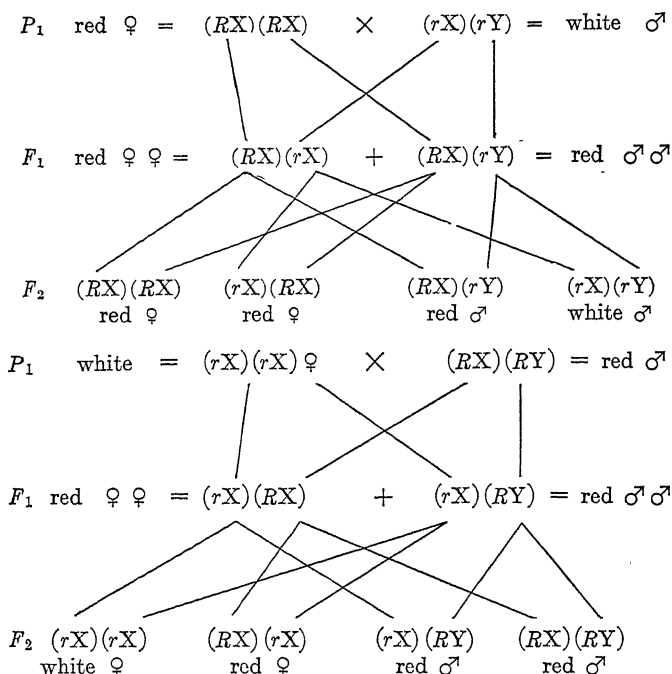 P1 red ♀ = (RX)(RX) × (rX)(rY) = white ♂
F1 red ♀♀ = (RX)(rX) + (RX)(rY) = red ♂♂
F2 (RX)(RX) (rX)(RX) (RX)(rY) (rX)(rY)
red ♀ red ♀ red ♂ white ♂
P1 white = (rX)(rX)♀ × (RX)(RY) = red ♂
F1 red ♀♀ = (rX)(RX) + (rX)(RY) = red ♂♂
F2 (rX)(rX) (RX)(rX) (rX)(RY) (RX)(RY)
white ♀ red ♀ red ♂ red ♂